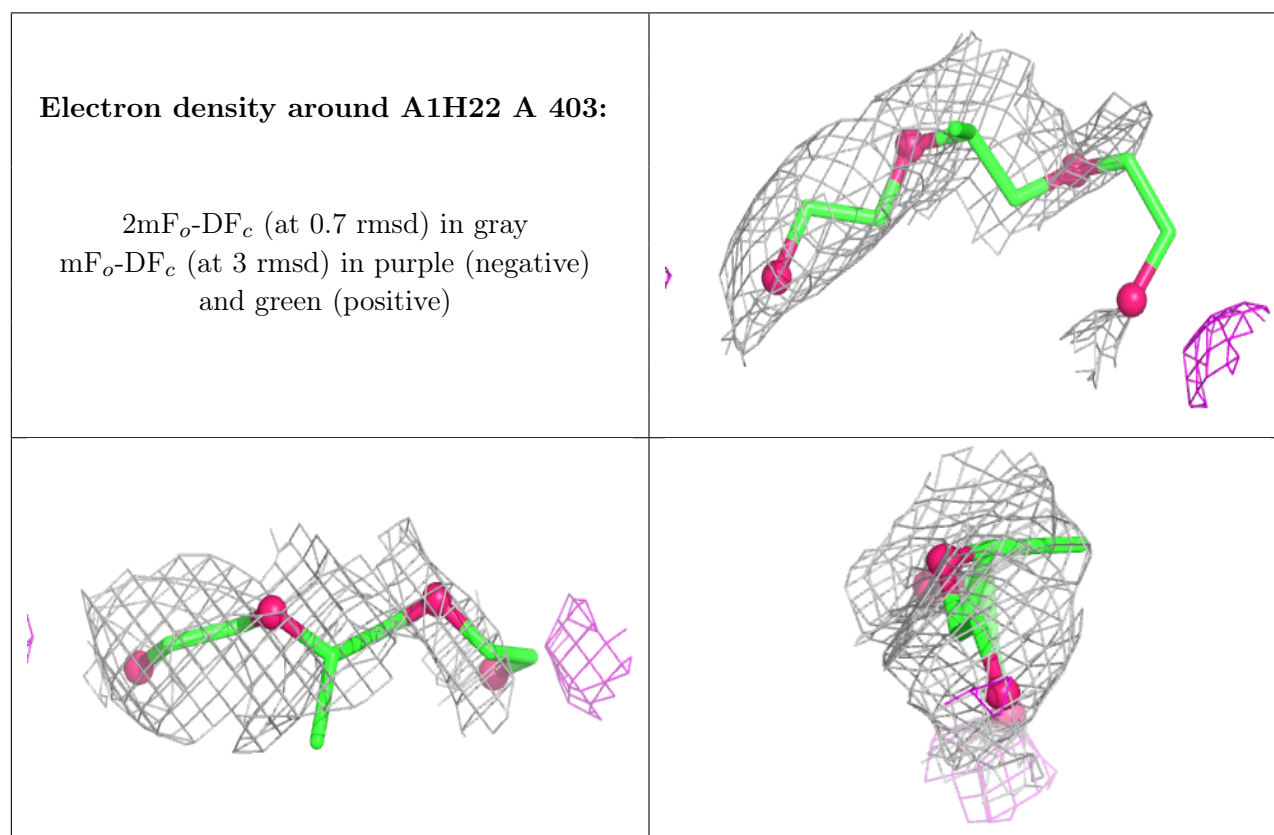 Electron density around A1H22 A 403:
2mFₒ-DF𝒸 (at 0.7 rmsd) in gray
mFₒ-DF𝒸 (at 3 rmsd) in purple (negative)
and green (positive)